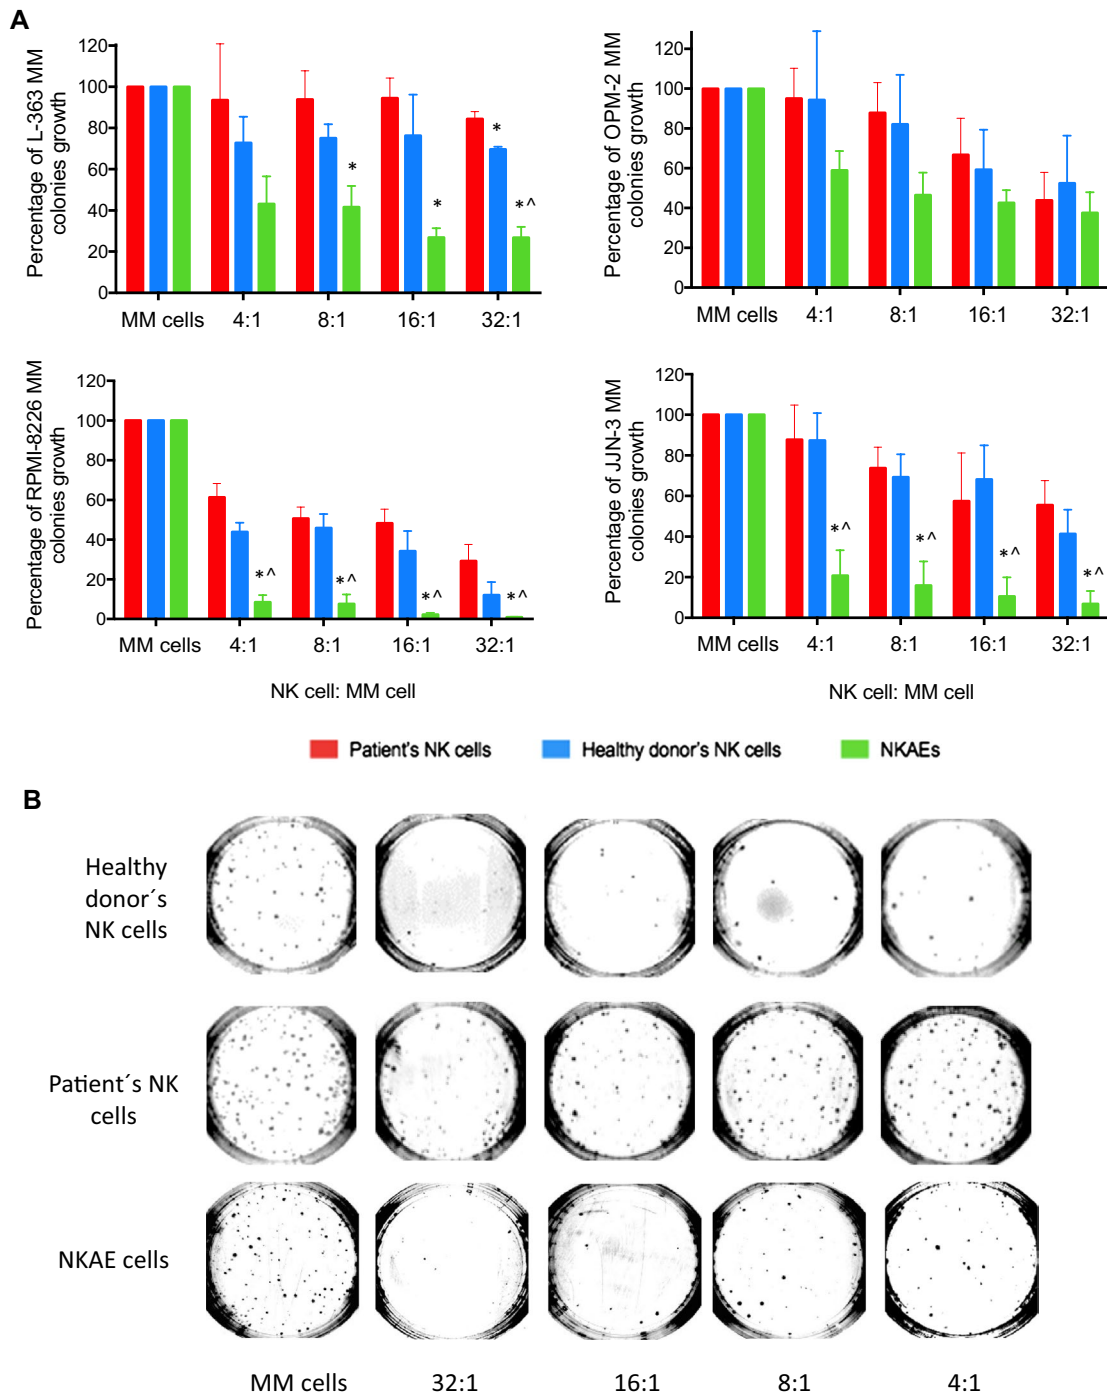 A
Percentage of L-363 MM
colonies growth
120
100
80
60
40
20
0
*
*
*
*^
MM cells 4:1 8:1 16:1 32:1
Percentage of OPM-2 MM
colonies growth
120
100
80
60
40
20
0
MM cells 4:1 8:1 16:1 32:1
Percentage of RPMI-8226 MM
colonies growth
120
100
80
60
40
20
0
*^ *^ *^ *^
MM cells 4:1 8:1 16:1 32:1
NK cell: MM cell
Percentage of JJN-3 MM
colonies growth
120
100
80
60
40
20
0
*^ *^ *^ *^
MM cells 4:1 8:1 16:1 32:1
NK cell: MM cell
Patient's NK cells Healthy donor's NK cells NKAEs
B
Healthy
donor´s
NK cells
Patient´s NK
cells
NKAE cells
MM cells 32:1 16:1 8:1 4:1